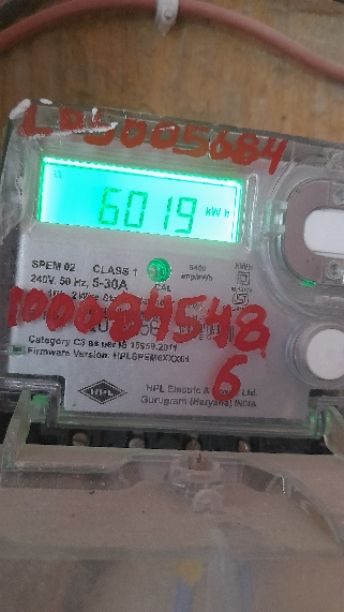 LDS005684
6019 kWh
SPEM 02 CLASS 1
240V, 50 Hz, 5-30A CAL
100084548
6
Category C3 as per IS 15959:2011
Firmware Version: HPLSPEM6XXX01
HPL HPL Electric & Ltd.
Gurugram (Haryana) INDIA